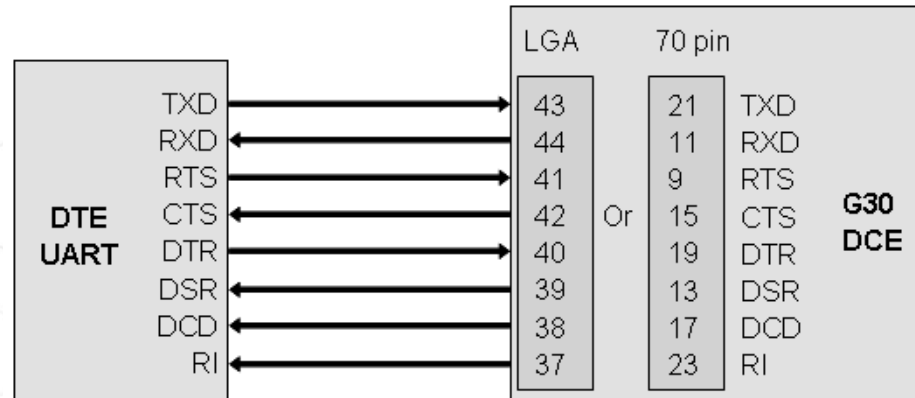 LGA 70 pin
TXD 43 21 TXD
RXD 44 11 RXD
RTS 41 9 RTS
CTS 42 Or 15 CTS
DTR 40 19 DTR
DSR 39 13 DSR
DCD 38 17 DCD
RI 37 23 RI
DTE
UART
G30
DCE